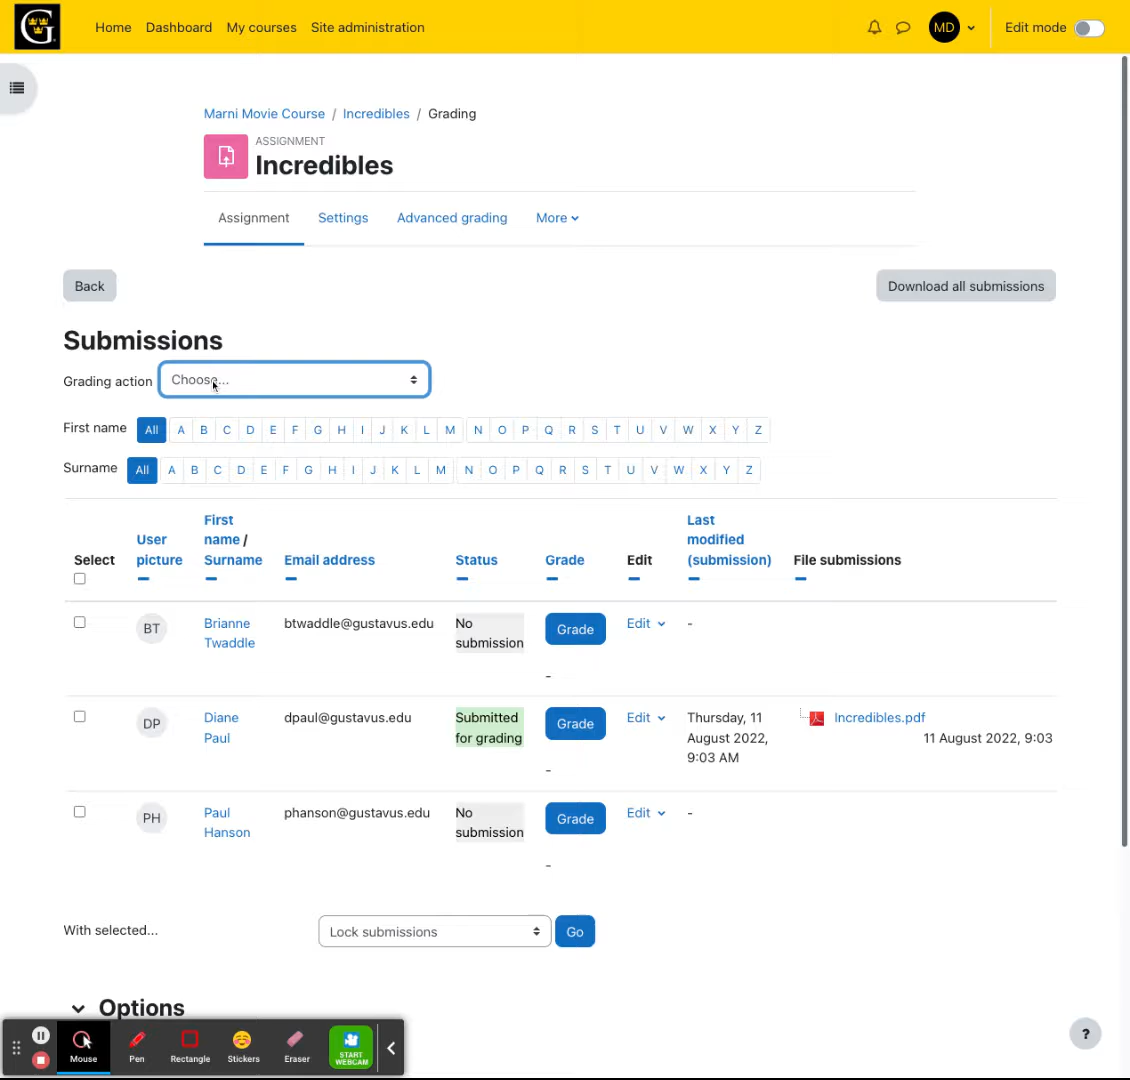 G Home Dashboard My courses Site administration MD Edit mode
Marni Movie Course / Incredibles / Grading
ASSIGNMENT
Incredibles
Assignment Settings Advanced grading More
Back Download all submissions
Submissions
Grading action Choose...
First name All A B C D E F G H I J K L M N O P Q R S T U V W X Y Z
Surname All A B C D E F G H I J K L M N O P Q R S T U V W X Y Z
Select
User picture
First name / Surname
Email address
Status
Grade
Edit
Last modified (submission)
File submissions
BT
Brianne
Twaddle
btwaddle@gustavus.edu
No
submission
Grade
Edit
-
-
DP
Diane
Paul
dpaul@gustavus.edu
Submitted
for grading
Grade
Edit
Thursday, 11
August 2022,
9:03 AM
Incredibles.pdf
11 August 2022, 9:03
-
PH
Paul
Hanson
phanson@gustavus.edu
No
submission
Grade
Edit
-
-
With selected... Lock submissions Go
Options
Mouse Pen Rectangle Stickers Eraser START WEBCAM
?